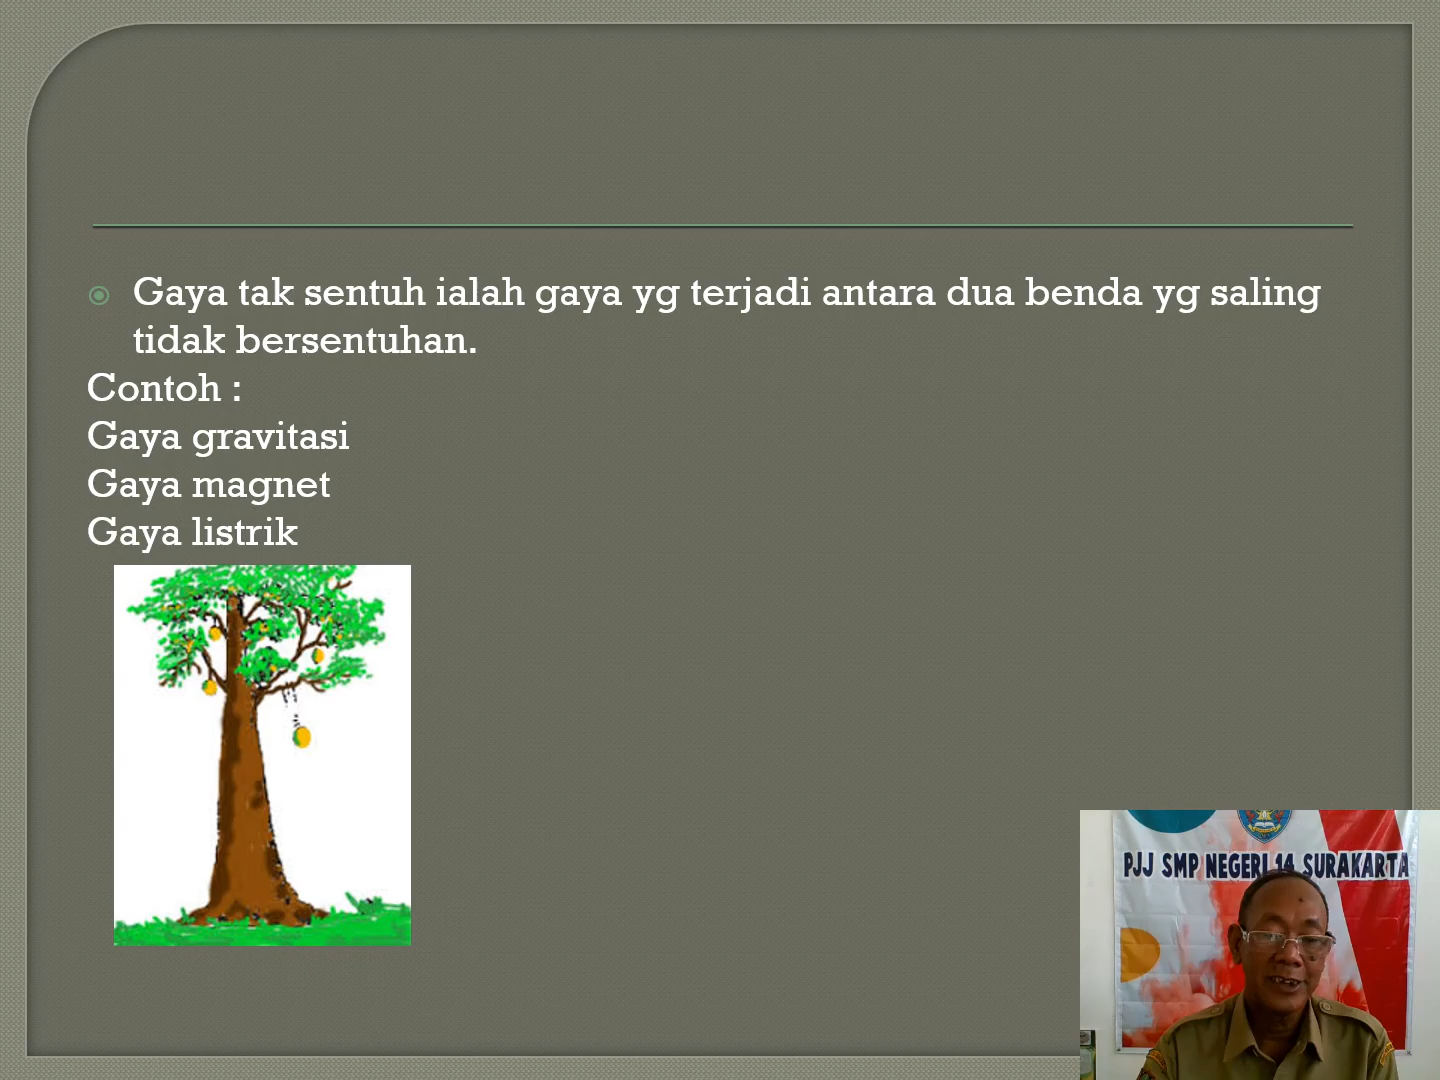 Gaya tak sentuh ialah gaya yg terjadi antara dua benda yg saling
tidak bersentuhan.
Contoh :
Gaya gravitasi
Gaya magnet
Gaya listrik
PJJ SMP NEGERI 14 SURAKARTA